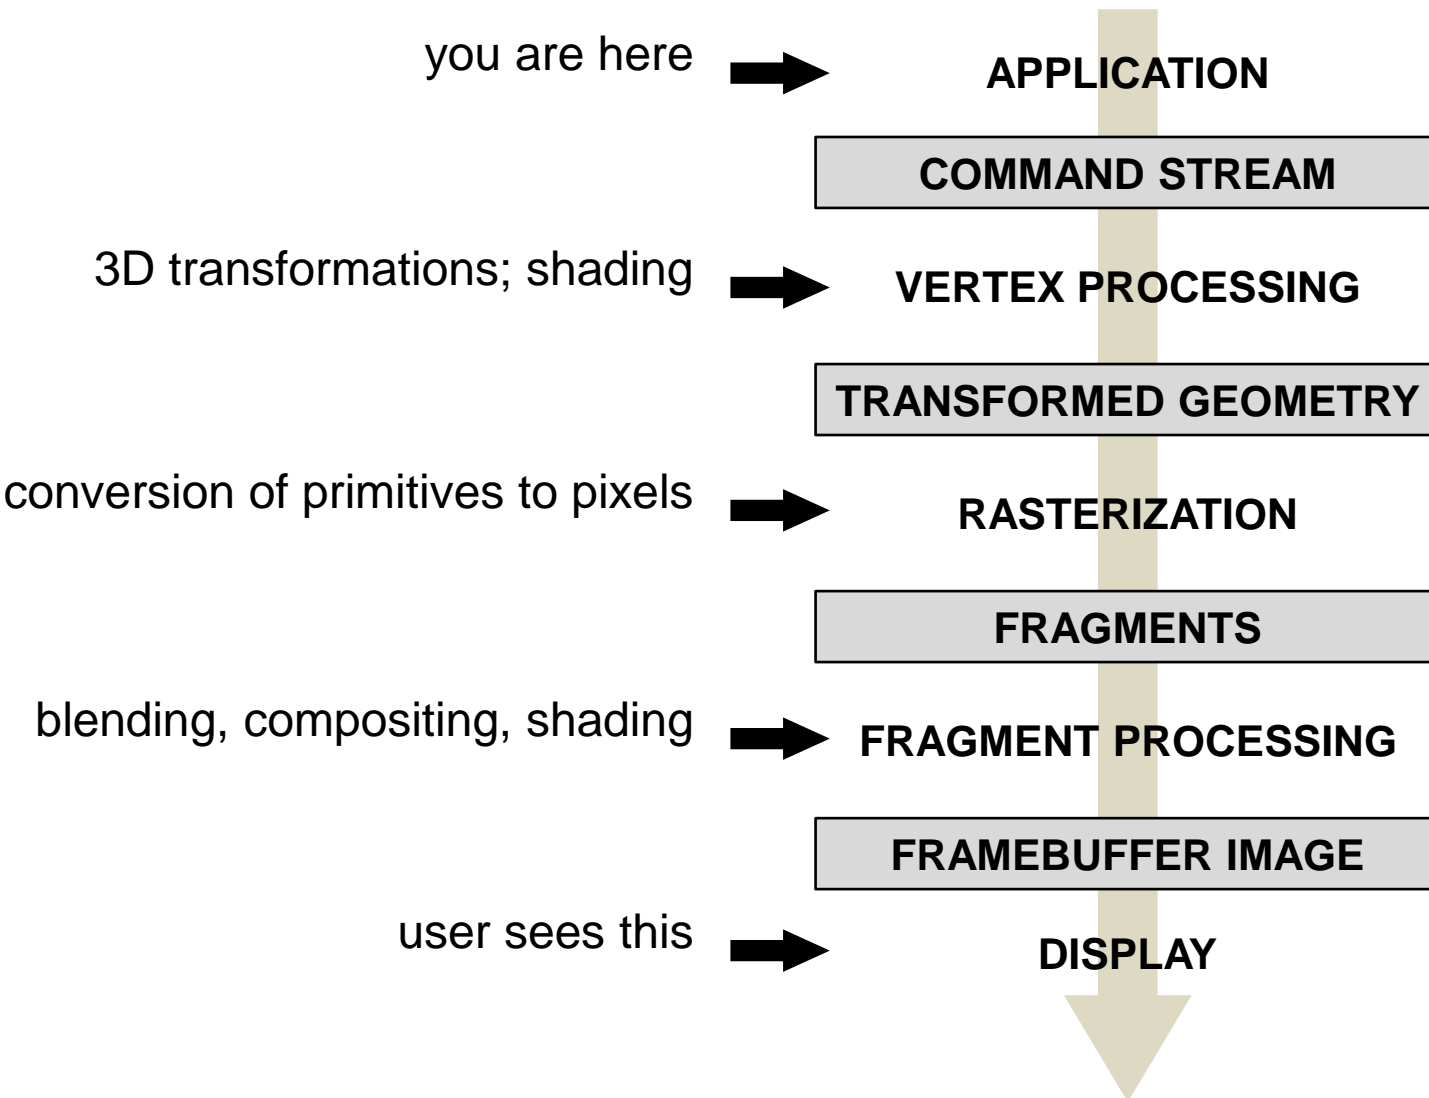 you are here
APPLICATION
COMMAND STREAM
3D transformations; shading
VERTEX PROCESSING
TRANSFORMED GEOMETRY
conversion of primitives to pixels
RASTERIZATION
FRAGMENTS
blending, compositing, shading
FRAGMENT PROCESSING
FRAMEBUFFER IMAGE
user sees this
DISPLAY